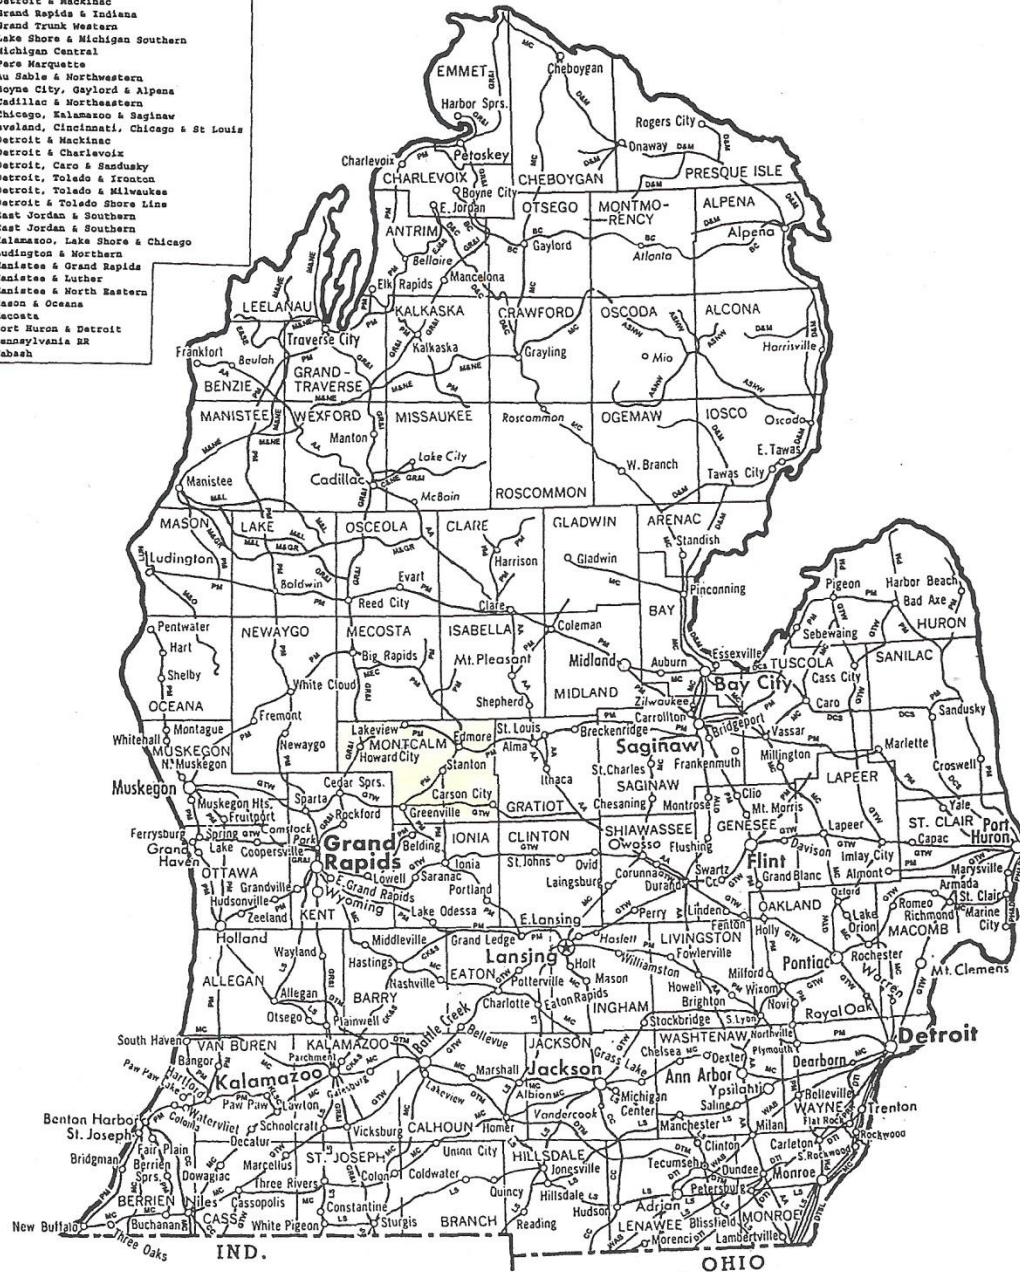 Grand Rapids & Indiana
Grand Trunk Western
Lake Shore & Michigan Southern
Michigan Central
Pere Marquette
Au Sable & Northwestern
Boyne City, Gaylord & Alpena
Cadillac & Northeastern
Chicago, Kalamazoo & Saginaw
Cincinnati, Chicago & St Louis
Detroit & Mackinac
Detroit & Charlevoix
Detroit, Caro & Sandusky
Detroit, Toledo & Ironton
Detroit, Toledo & Milwaukee
Detroit & Toledo Shore Line
East Jordan & Southern
East Jordan & Southern
Kalamazoo, Lake Shore & Chicago
Ludington & Northern
Manistee & Grand Rapids
Manistee & Luther
Manistee & North Eastern
Mason & Oceana
Mecosta
Port Huron & Detroit
Pennsylvania RR
Wabash
EMMET
Cheboygan
Harbor Sprs.
Rogers City
Onaway
Petoskey
Charlevoix
CHARLEVOIX
CHEBOYGAN
PRESQUE ISLE
Boyne City
E. Jordan
OTSEGO
MONTMO-
RENCY
ALPENA
ANTRIM
Alpena
Gaylord
Atlanta
Bellaire
Mancelona
Elk Rapids
LEELANAU
KALKASKA
CRAWFORD
OSCODA
ALCONA
Traverse City
Kalkaska
Grayling
Mio
Harrisville
Frankfort
Beulah
BENZIE
GRAND-
TRAVERSE
MANISTEE
WEXFORD
MISSAUKEE
Roscommon
OGEMAW
IOSCO
Oscoda
Manton
Lake City
E. Tawas
Cadillac
W. Branch
Tawas City
Manistee
McBain
ROSCOMMON
MASON
LAKE
OSCEOLA
CLARE
GLADWIN
ARENAC
Standish
Ludington
Harrison
Gladwin
Baldwin
Evart
Reed City
Clare
Pinconning
Pigeon
Harbor Beach
Bad Axe
BAY
HURON
Pentwater
NEWAYGO
MECOSTA
ISABELLA
Coleman
Sebewaing
Hart
Big Rapids
Mt. Pleasant
Midland
Auburn
Essexville
TUSCOLA
SANILAC
Cass City
Shelby
White Cloud
Shepherd
MIDLAND
Bay City
Zilwaukee
Caro
OCEANA
Fremont
Carrollton
Sandusky
Whitehall
Montague
Newaygo
Lakeview
Edmore
St. Louis
Breckenridge
Bridgeport
Vassar
MUSKEGON
MONTCALM
Alma
Saginaw
Marlette
N. Muskegon
Howard City
Stanton
Frankenmuth
Millington
Muskegon
Ithaca
St. Charles
LAPEER
Croswell
Cedar Sprs.
Carson City
SAGINAW
Clio
Muskegon Hts.
Sparta
Greenville
GRATIOT
Chesaning
Montrose
Mt. Morris
Yale
Fruitport
Rockford
Ferrysburg
Spring
Lake
Comstock
Park
Belding
IONIA
CLINTON
SHIAWASSEE
GENESEE
Lapeer
ST. CLAIR
Port
Huron
Grand
Haven
Coopersville
Grand
Rapids
Ionia
St. Johns
Ovid
Owosso
Flushing
Davison
Imlay City
Capac
Flint
OTTAWA
Lowell
Saranac
Corunna
Swartz
Cr.
Almont
Marysville
Grandville
E. Grand Rapids
Portland
Laingsburg
Durand
Grand Blanc
Hudsonville
Wyoming
Oxford
Armada
St. Clair
Zeeland
KENT
Lake Odessa
E. Lansing
Perry
Linden
Fenton
OAKLAND
Holly
Lake
Orion
Romeo
Richmond
Marine
City
MACOMB
Holland
Wayland
Middleville
Grand Ledge
Lansing
Haslett
LIVINGSTON
Pontiac
Rochester
ALLEGAN
Hastings
EATON
Holt
Williamston
Fowlerville
Warren
Mt. Clemens
Nashville
Potterville
Mason
Milford
Allegan
BARRY
Charlotte
Eaton Rapids
Howell
Wixom
Otsego
Plainwell
INGHAM
Brighton
Novi
Royal Oak
South Haven
VAN BUREN
KALAMAZOO
Battle Creek
Bellevue
JACKSON
Stockbridge
S. Lyon
WASHTENAW
Northville
Bangor
Parchment
Grass Lake
Chelsea
Dexter
Plymouth
Dearborn
Detroit
Paw Paw Lake
Hartford
Kalamazoo
Galesburg
Marshall
Jackson
Ann Arbor
Ypsilanti
Lakeview
Albion
Michigan
Center
Belleville
Benton Harbor
Watervliet
Coloma
Paw Paw
Lawton
Vandercook
Saline
WAYNE
Trenton
St. Joseph
Schoolcraft
Vicksburg
CALHOUN
Homer
Manchester
Milan
Flat Rock
Fair Plain
Decatur
Clinton
Carleton
Rockwood
Bridgman
Berrien
Sprs.
Marcellus
ST. JOSEPH
Union City
HILLSDALE
Tecumseh
S. Rockwood
Dowagiac
Colon
Coldwater
Jonesville
Dundee
Monroe
BERRIEN
Niles
Three Rivers
Quincy
Hillsdale
Petersburg
Cassopolis
Constantine
Hudson
Adrian
New Buffalo
Buchanan
CASS
White Pigeon
Sturgis
BRANCH
Reading
LENAWEE
Blissfield
MONROE
Three Oaks
Morenci
Lambertville
IND.
OHIO